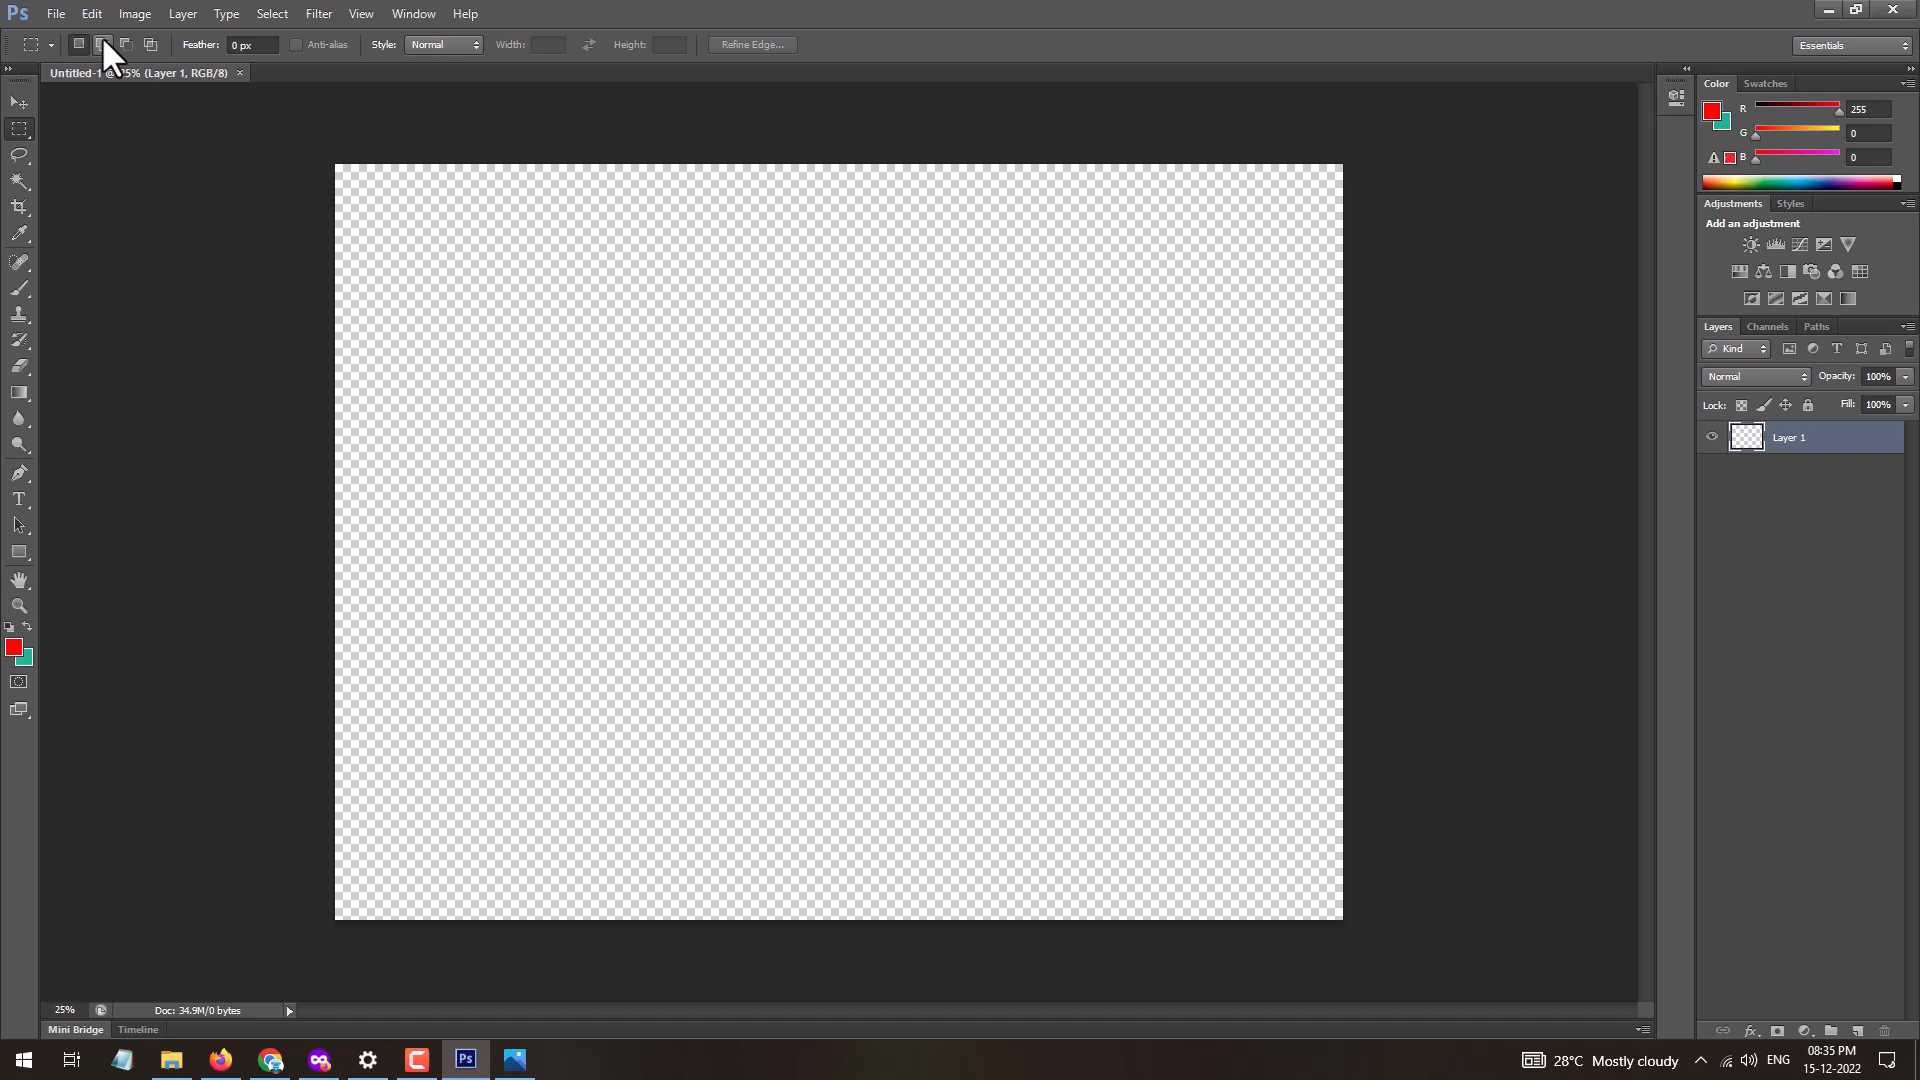 Ps File Edit Image Layer Type Select Filter View Window Help
Feather: 0 px Anti-alias Style: Normal Width: Height: Refine Edge... Essentials
Untitled-1 @ 25% (Layer 1, RGB/8) ×
Color Swatches
R 255
G 0
B 0
Adjustments Styles
Add an adjustment
Layers Channels Paths
Kind
Normal Opacity: 100%
Lock: Fill: 100%
Layer 1
25% Doc: 34.9M/0 bytes
Mini Bridge Timeline
Ps 28°C Mostly cloudy ENG 08:35 PM
15-12-2022